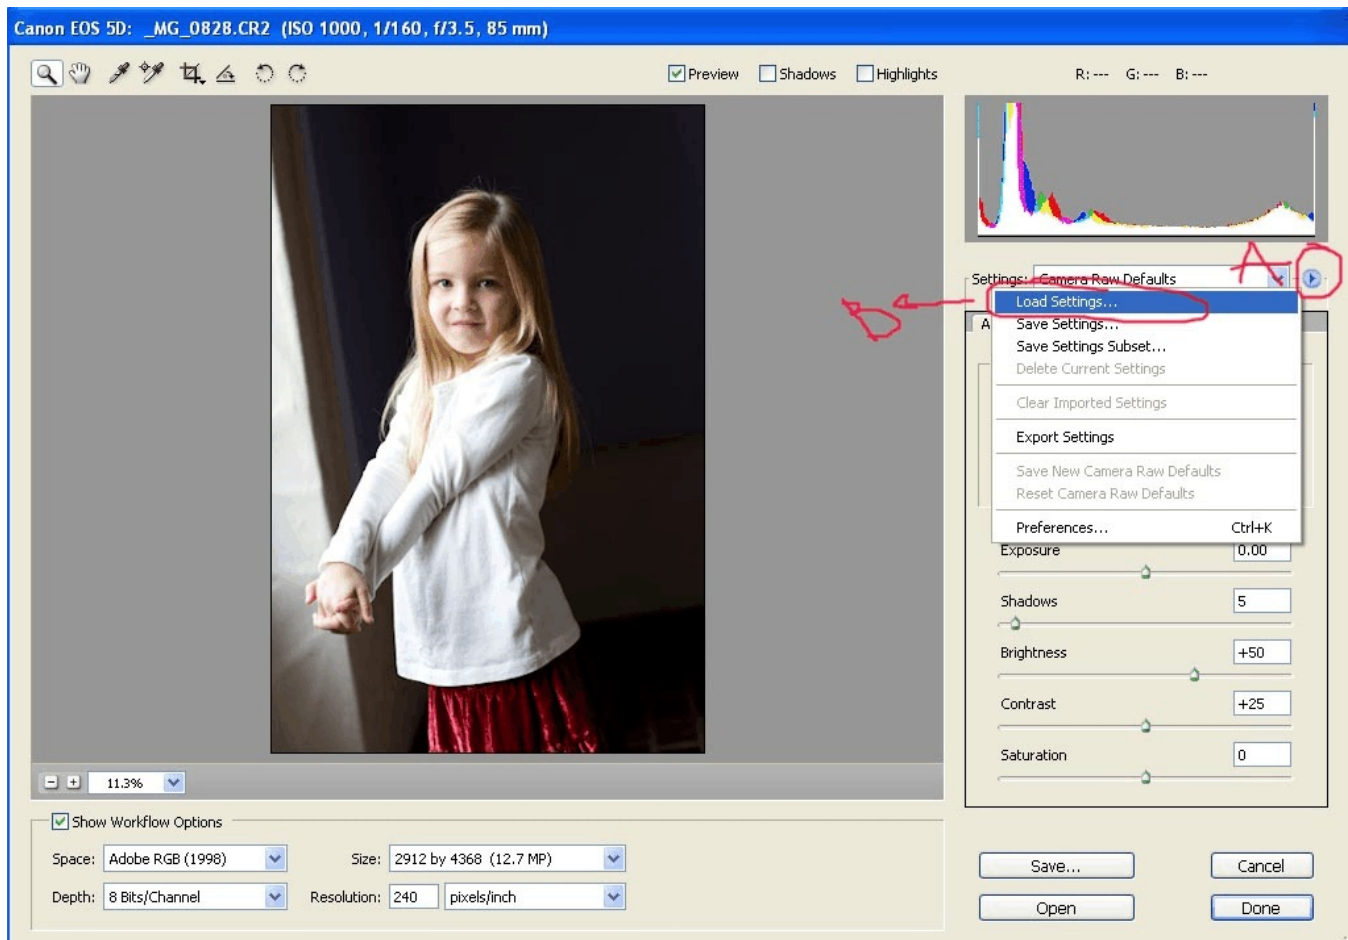 Canon EOS 5D: _MG_0828.CR2 (ISO 1000, 1/160, f/3.5, 85 mm)
Preview Shadows Highlights R: --- G: --- B: ---
Settings: Camera Raw Defaults A
Load Settings...
Save Settings...
Save Settings Subset...
Delete Current Settings
Clear Imported Settings
Export Settings
Save New Camera Raw Defaults
Reset Camera Raw Defaults
Preferences... Ctrl+K
Exposure 0.00
Shadows 5
Brightness +50
Contrast +25
Saturation 0
11.3%
Show Workflow Options
Space: Adobe RGB (1998) Size: 2912 by 4368 (12.7 MP)
Depth: 8 Bits/Channel Resolution: 240 pixels/inch
Save... Cancel
Open Done